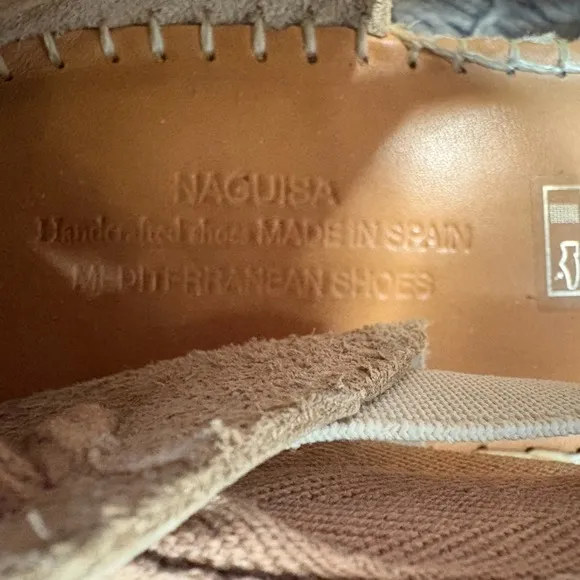 NAGUISA
Handcrafted shoes MADE IN SPAIN
MEDITERRANEAN SHOES